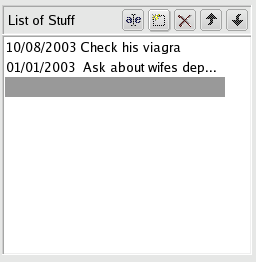 List of Stuff
10/08/2003 Check his viagra
01/01/2003 Ask about wifes dep...